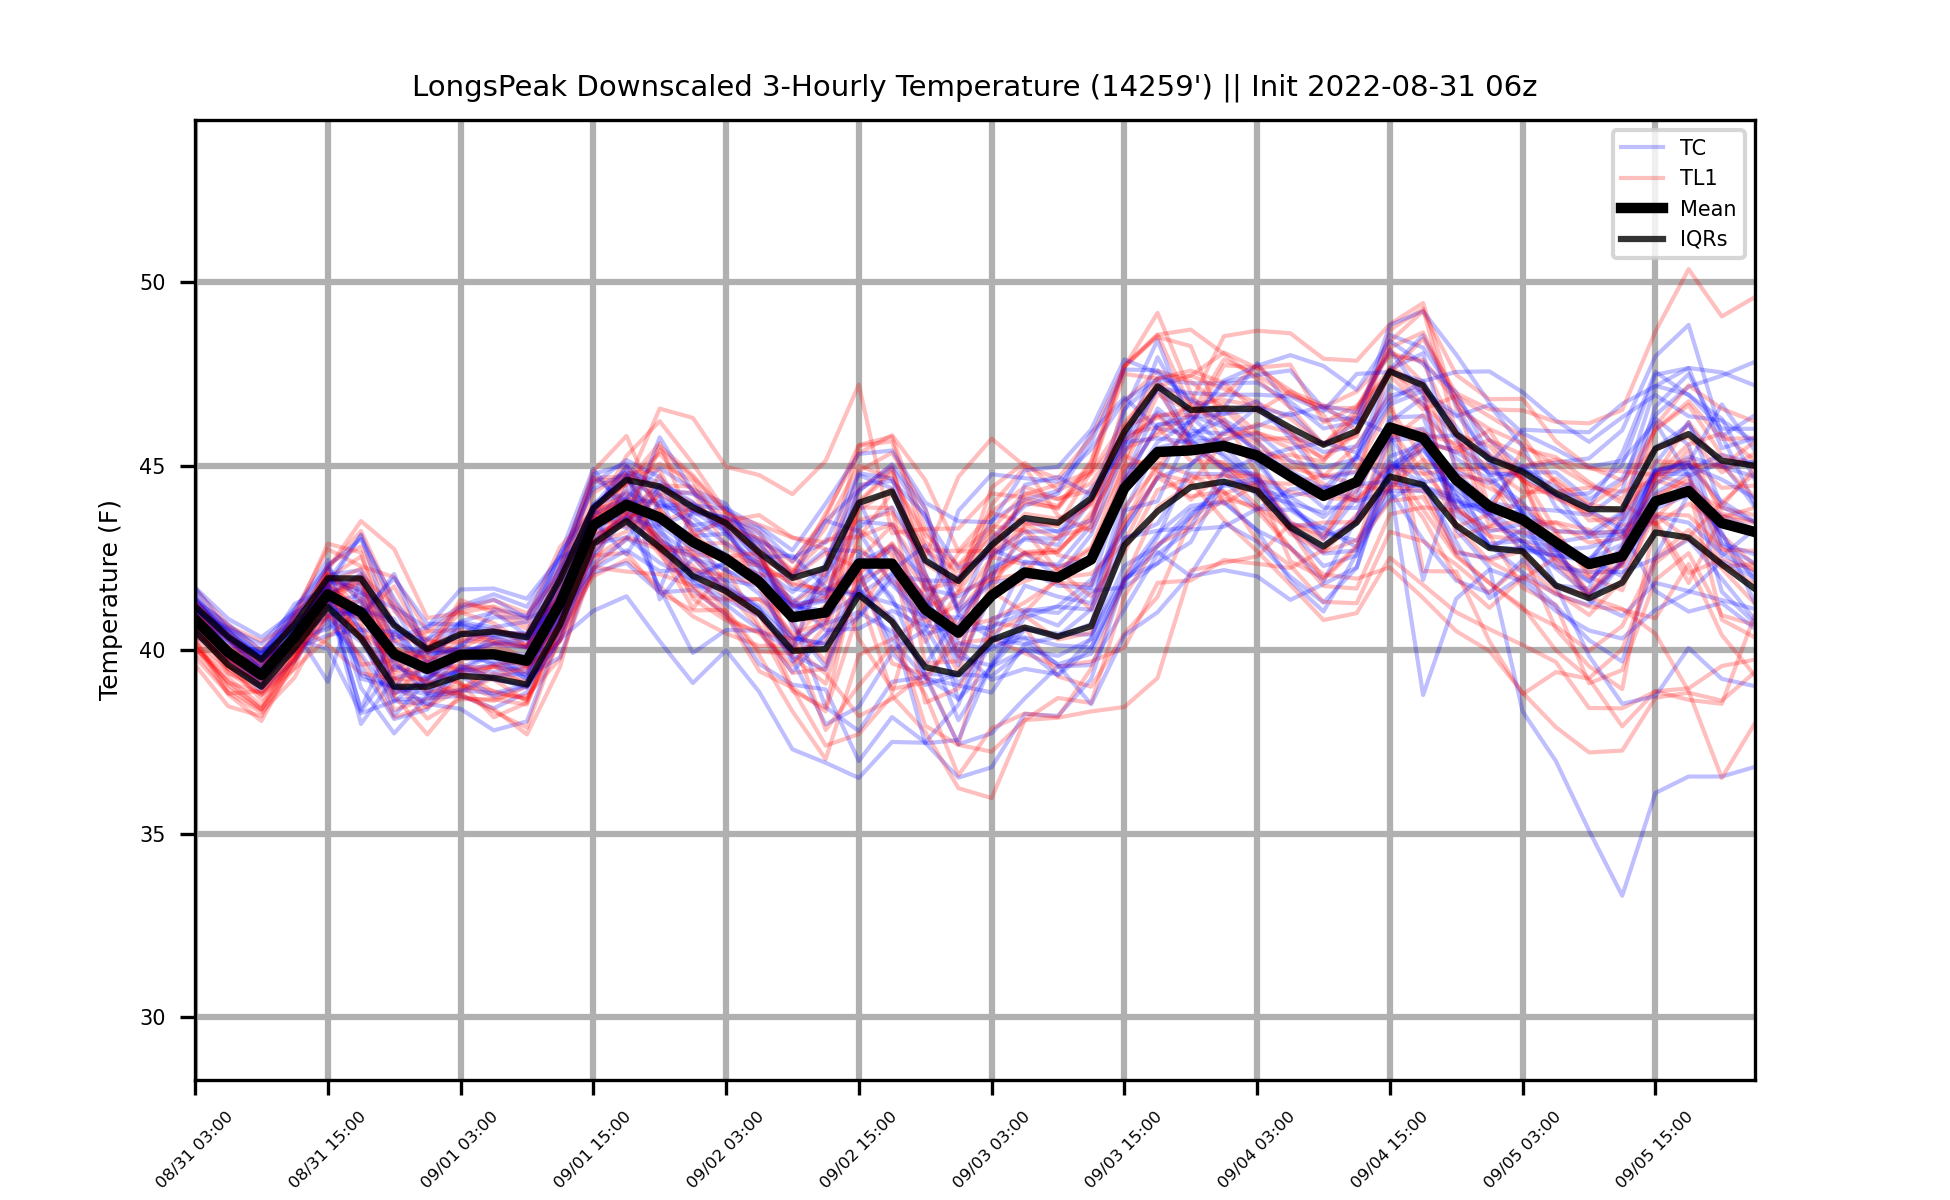 LongsPeak Downscaled 3-Hourly Temperature (14259') || Init 2022-08-31 06z
TC
TL1
Mean
IQRs
Temperature (F)
50
45
40
35
30
08/31 03:00
08/31 15:00
09/01 03:00
09/01 15:00
09/02 03:00
09/02 15:00
09/03 03:00
09/03 15:00
09/04 03:00
09/04 15:00
09/05 03:00
09/05 15:00